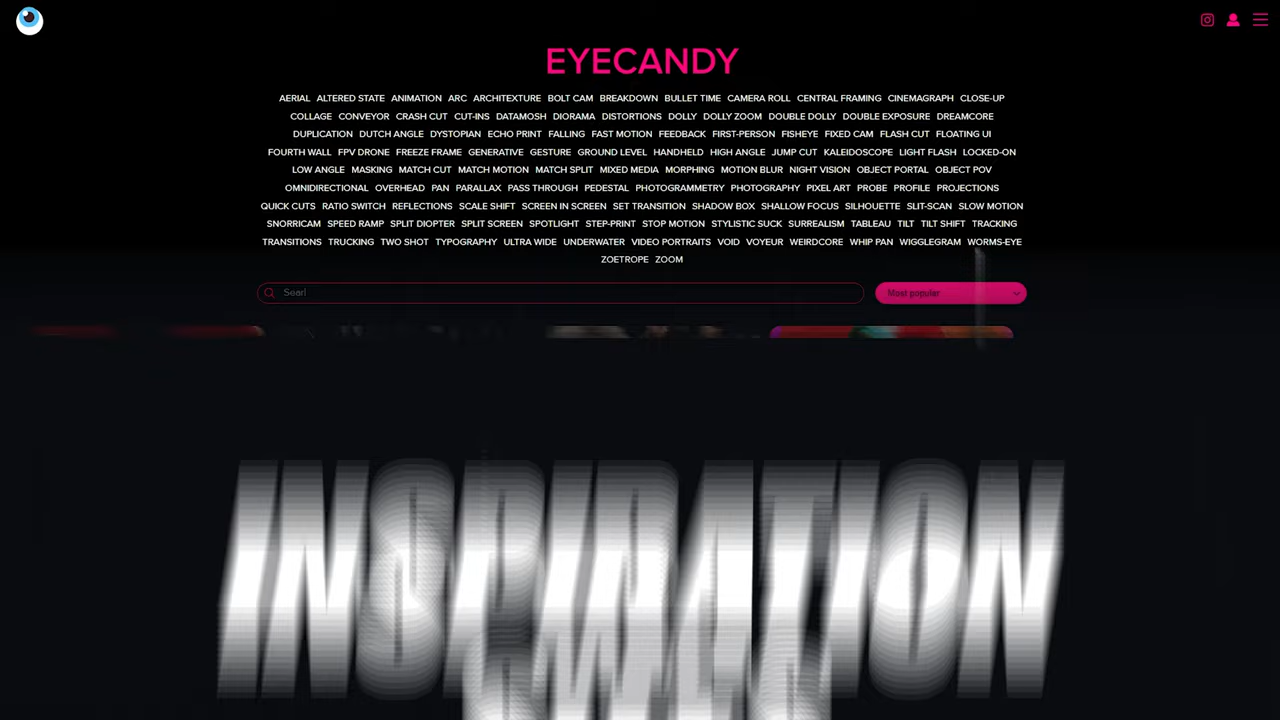 EYECANDY
AERIAL ALTERED STATE ANIMATION ARC ARCHITEXTURE BOLT CAM BREAKDOWN BULLET TIME CAMERA ROLL CENTRAL FRAMING CINEMAGRAPH CLOSE-UP
COLLAGE CONVEYOR CRASH CUT CUT-INS DATAMOSH DIORAMA DISTORTIONS DOLLY DOLLY ZOOM DOUBLE DOLLY DOUBLE EXPOSURE DREAMCORE
DUPLICATION DUTCH ANGLE DYSTOPIAN ECHO PRINT FALLING FAST MOTION FEEDBACK FIRST-PERSON FISHEYE FIXED CAM FLASH CUT FLOATING UI
FOURTH WALL FPV DRONE FREEZE FRAME GENERATIVE GESTURE GROUND LEVEL HANDHELD HIGH ANGLE JUMP CUT KALEIDOSCOPE LIGHT FLASH LOCKED-ON
LOW ANGLE MASKING MATCH CUT MATCH MOTION MATCH SPLIT MIXED MEDIA MORPHING MOTION BLUR NIGHT VISION OBJECT PORTAL OBJECT POV
OMNIDIRECTIONAL OVERHEAD PAN PARALLAX PASS THROUGH PEDESTAL PHOTOGRAMMETRY PHOTOGRAPHY PIXEL ART PROBE PROFILE PROJECTIONS
QUICK CUTS RATIO SWITCH REFLECTIONS SCALE SHIFT SCREEN IN SCREEN SET TRANSITION SHADOW BOX SHALLOW FOCUS SILHOUETTE SLIT-SCAN SLOW MOTION
SNORRICAM SPEED RAMP SPLIT DIOPTER SPLIT SCREEN SPOTLIGHT STEP-PRINT STOP MOTION STYLISTIC SUCK SURREALISM TABLEAU TILT TILT SHIFT TRACKING
TRANSITIONS TRUCKING TWO SHOT TYPOGRAPHY ULTRA WIDE UNDERWATER VIDEO PORTRAITS VOID VOYEUR WEIRDCORE WHIP PAN WIGGLEGRAM WORMS-EYE
ZOETROPE ZOOM
Most popular
INSPIRATION